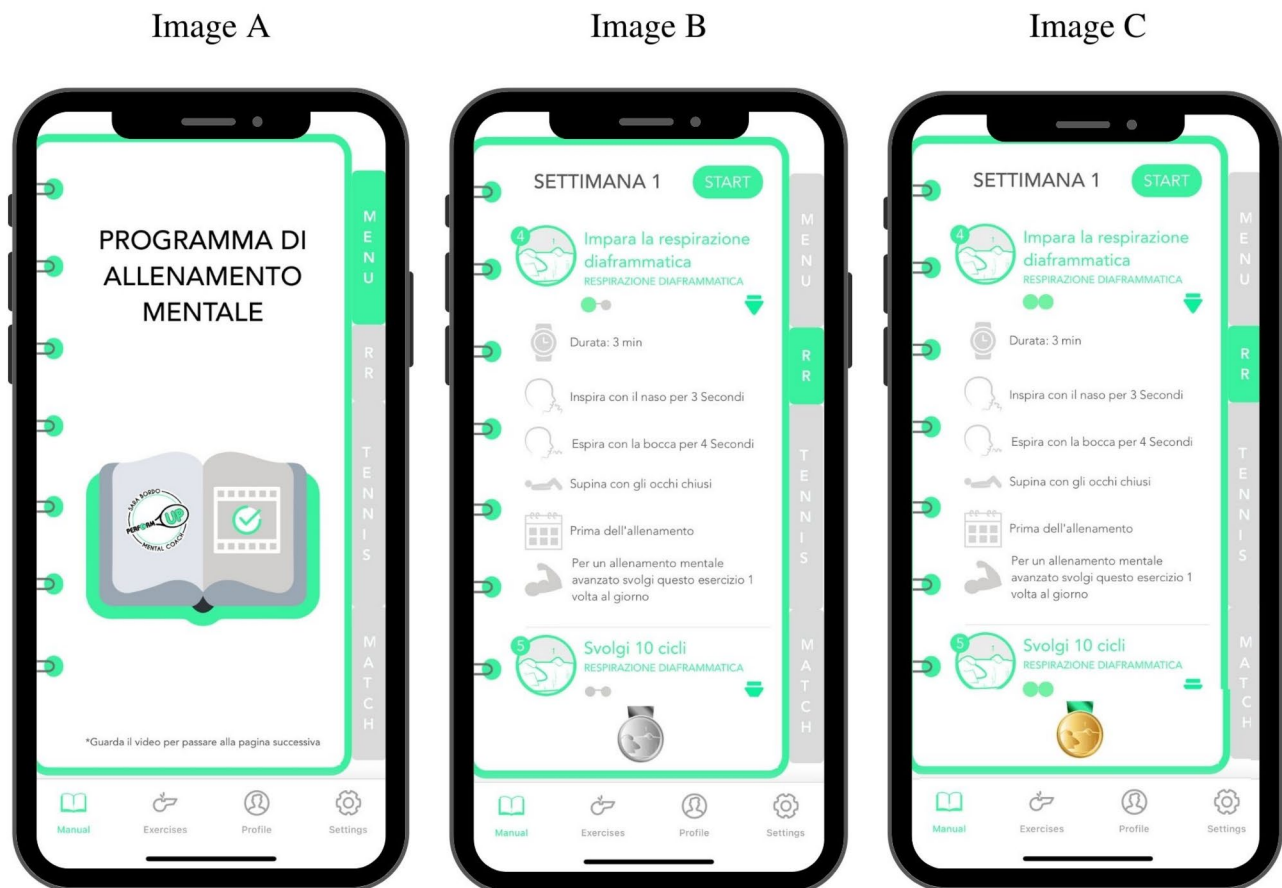 Image A
Image B
Image C
PROGRAMMA DI
ALLENAMENTO
MENTALE
SARA BORDO
PERFORM UP
MENTAL COACH
*Guarda il video per passare alla pagina successiva
MENU
RR
TENNIS
MATCH
Manual
Exercises
Profile
Settings
SETTIMANA 1
START
4
Impara la respirazione
diaframmatica
RESPIRAZIONE DIAFRAMMATICA
Durata: 3 min
Inspira con il naso per 3 Secondi
Espira con la bocca per 4 Secondi
Supina con gli occhi chiusi
Prima dell'allenamento
Per un allenamento mentale
avanzato svolgi questo esercizio 1
volta al giorno
5
Svolgi 10 cicli
RESPIRAZIONE DIAFRAMMATICA
MENU
RR
TENNIS
MATCH
Manual
Exercises
Profile
Settings
SETTIMANA 1
START
4
Impara la respirazione
diaframmatica
RESPIRAZIONE DIAFRAMMATICA
Durata: 3 min
Inspira con il naso per 3 Secondi
Espira con la bocca per 4 Secondi
Supina con gli occhi chiusi
Prima dell'allenamento
Per un allenamento mentale
avanzato svolgi questo esercizio 1
volta al giorno
5
Svolgi 10 cicli
RESPIRAZIONE DIAFRAMMATICA
MENU
RR
TENNIS
MATCH
Manual
Exercises
Profile
Settings